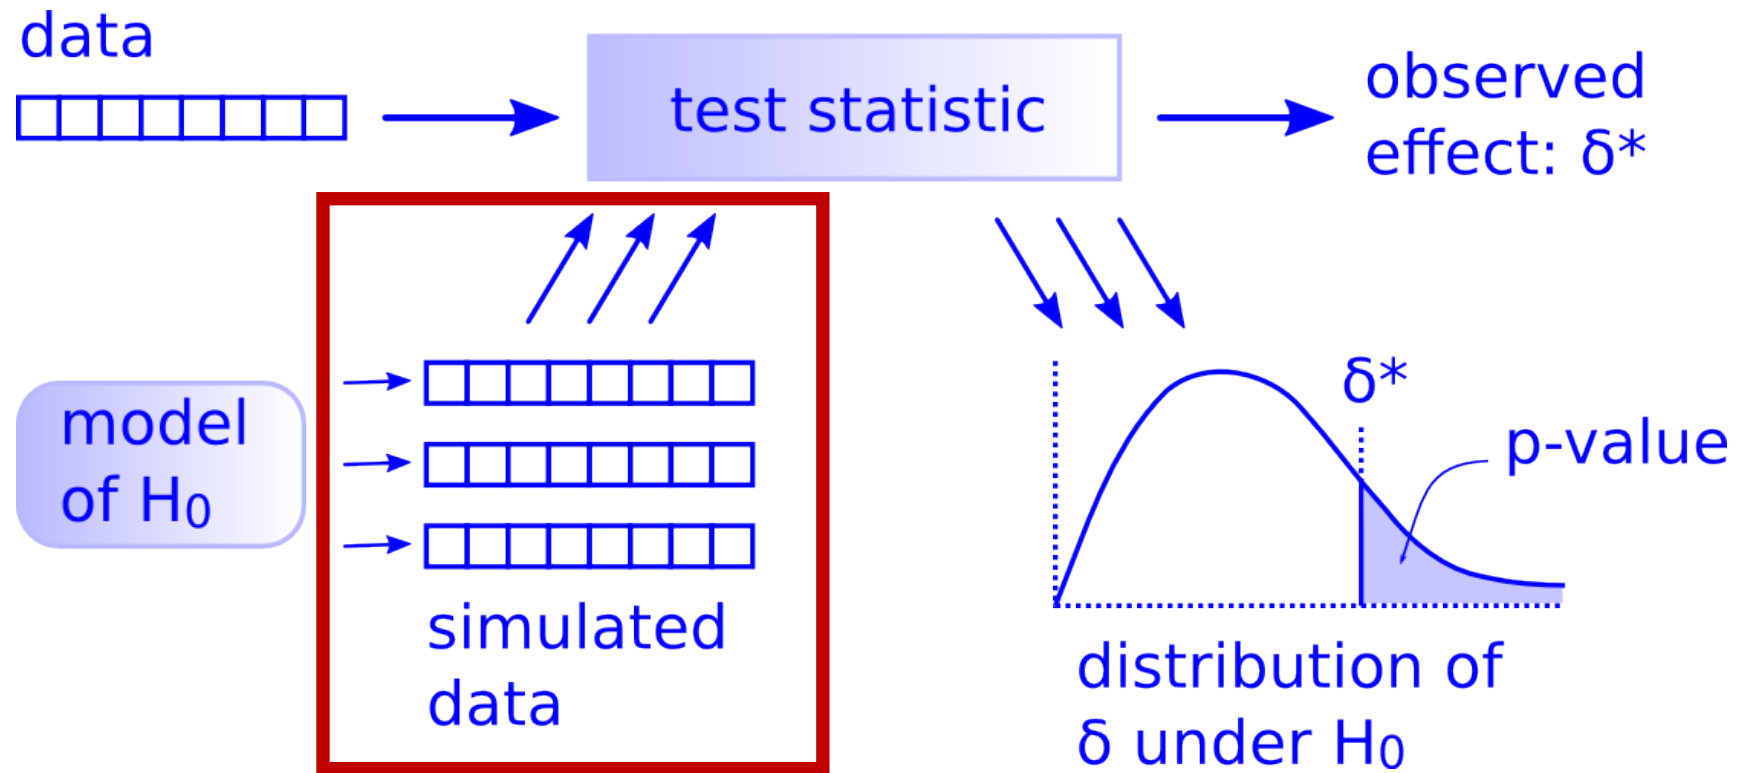 data
test statistic
observed
effect: δ*
model
of H₀
simulated
data
δ*
p-value
distribution of
δ under H₀